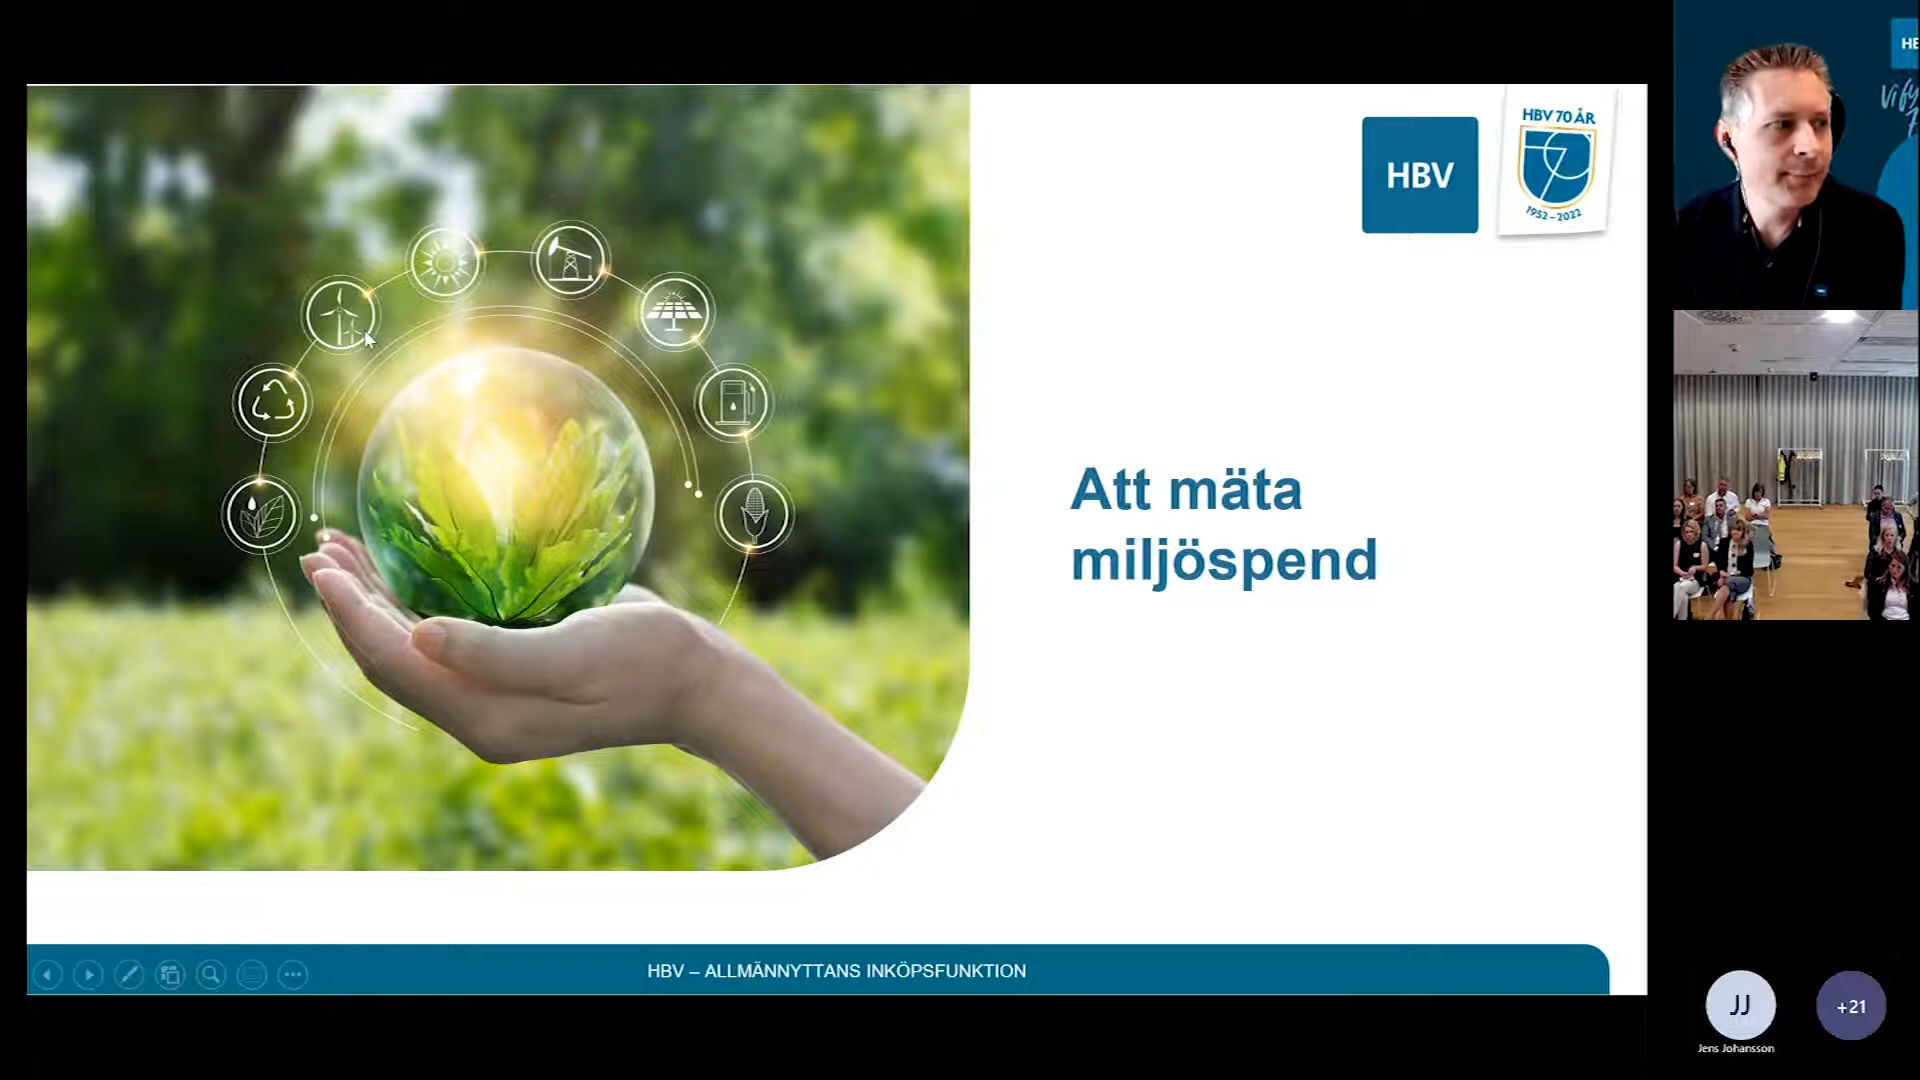 HBV
HBV 70 ÅR
1952–2022
Att mäta
miljöspend
HBV – ALLMÄNNYTTANS INKÖPSFUNKTION
JJ
+21
Jens Johansson